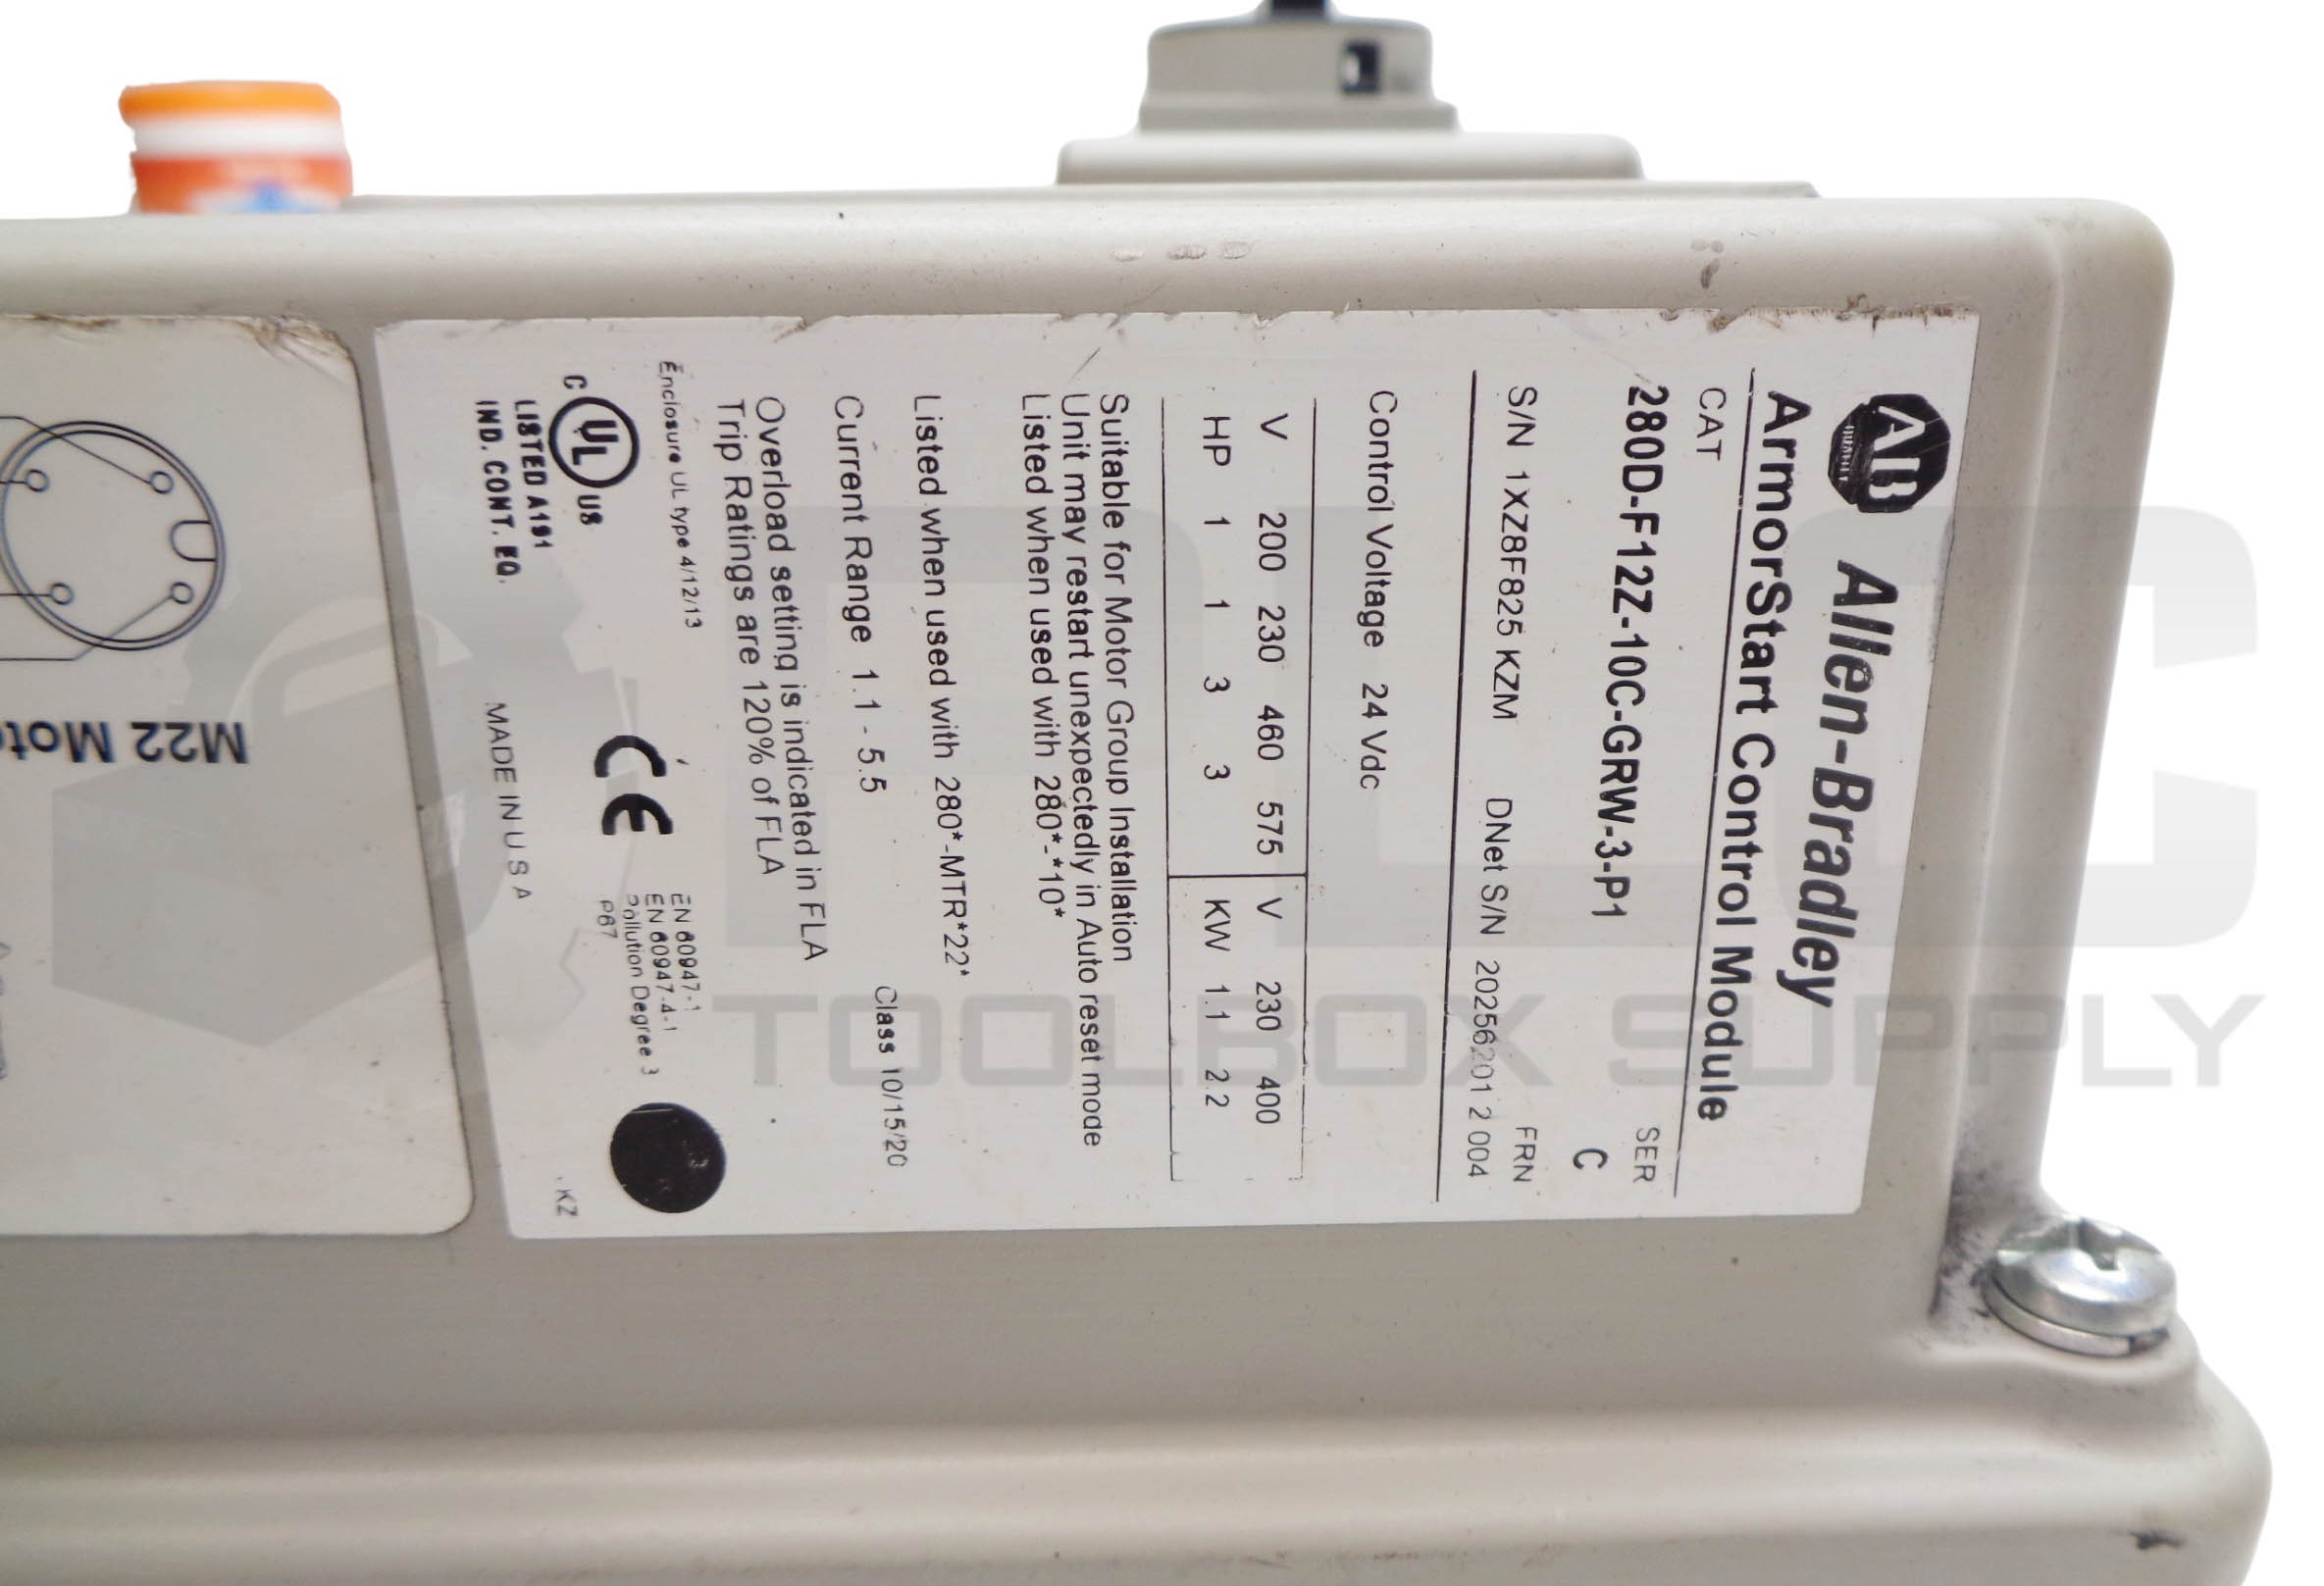 AB
QUALITY
Allen-Bradley
ArmorStart Control Module
CAT SER
280D-F12Z-10C-GRW-3-P1 C
FRN
S/N 1XZ8F825 KZM DNet S/N 20256201 2.004
Control Voltage 24 Vdc
V 200 230 460 575 V 230 400
HP 1 1 3 3 KW 1.1 2.2
Suitable for Motor Group Installation
Unit may restart unexpectedly in Auto reset mode
Listed when used with 280*-*10*
Listed when used with 280*-MTR*22*
Current Range 1.1 - 5.5 Class 10/15/20
Overload setting is indicated in FLA
Trip Ratings are 120% of FLA
Enclosure UL type 4/12/13
C UL US
LISTED A191
IND. CONT. EQ.
CE
EN 60947-1
EN 60947-4-1
Pollution Degree 3
P67
MADE IN U S A
KZ
M22 Moto
PLC
TOOLBOX SUPPLY